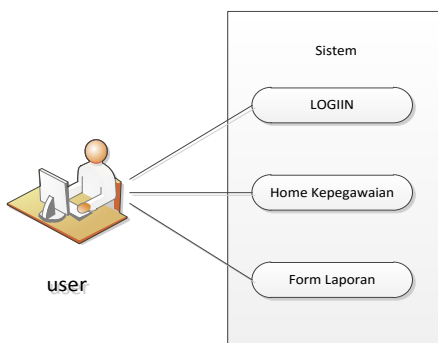 Sistem
LOGIIN
Home Kepegawaian
Form Laporan
user